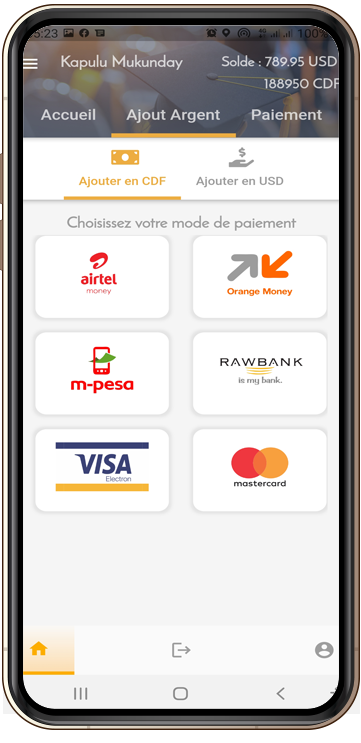 5:23 100%
Kapulu Mukunday Solde : 789.95 USD
188950 CDF
Accueil Ajout Argent Paiement
Ajouter en CDF Ajouter en USD
Choisissez votre mode de paiement
airtel
money
Orange Money
m-pesa
RAWBANK
is my bank.
VISA
Electron
mastercard